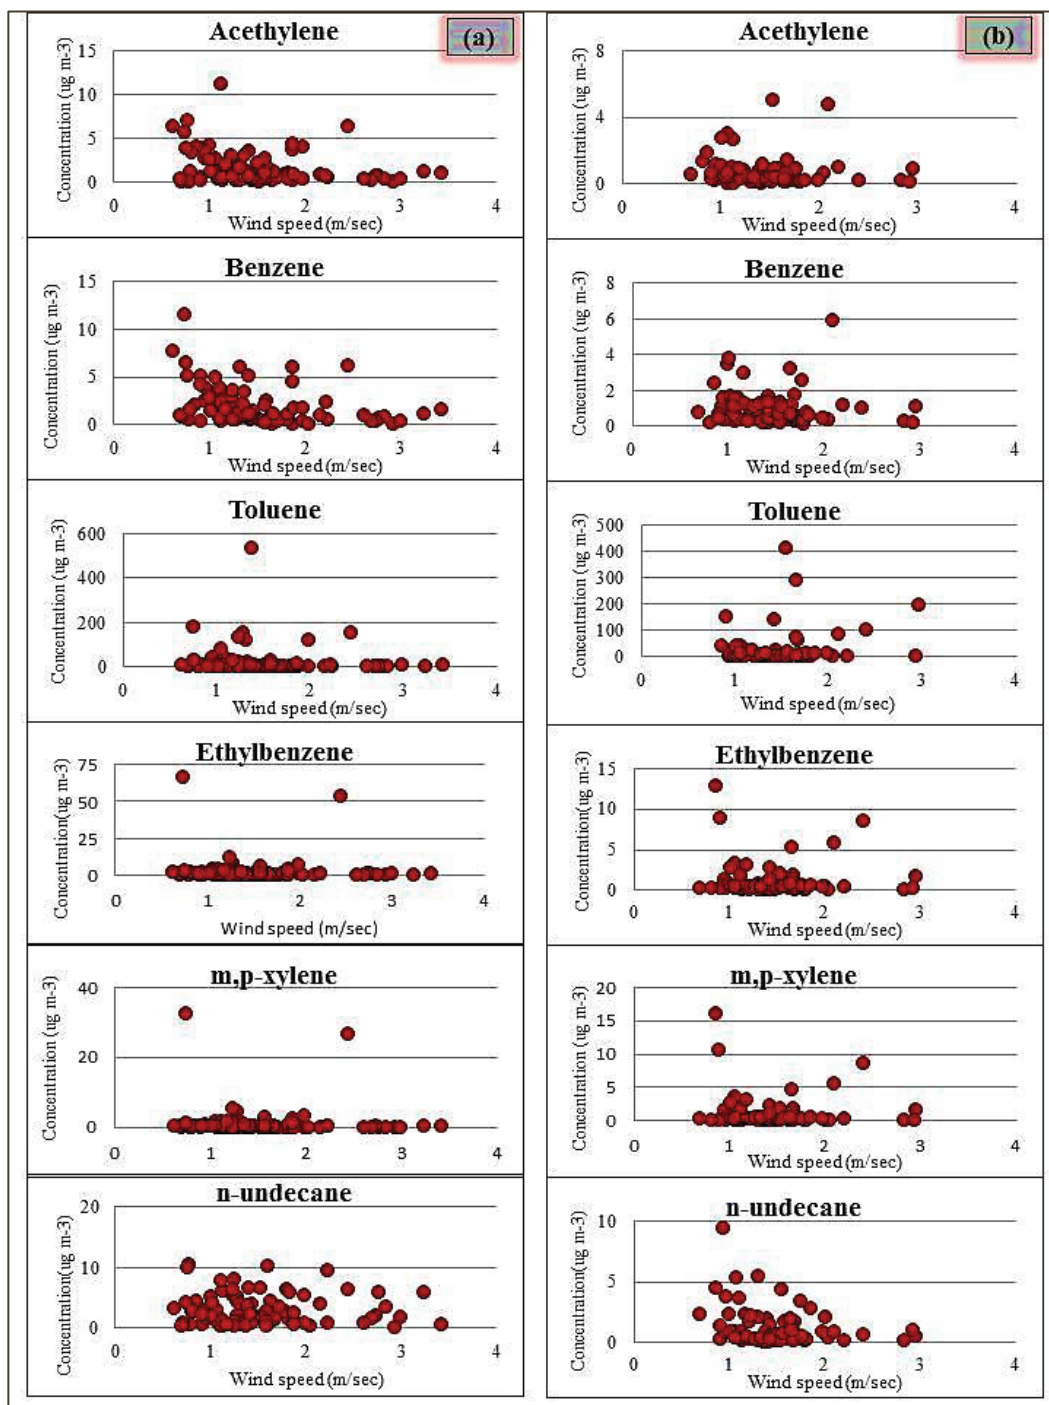 Acethylene
(a)
Concentration (ug m-3)
15
10
5
0
0 1 2 3 4
Wind speed (m/sec)
Acethylene
(b)
Concentration (ug m-3)
8
4
0
0 1 2 3 4
Wind speed (m/sec)
Benzene
Concentration (ug m-3)
15
10
5
0
0 1 2 3 4
Wind speed (m/sec)
Benzene
Concentration (ug m-3)
8
6
4
2
0
0 1 2 3 4
Wind speed (m/sec)
Toluene
Concentration (ug m-3)
600
400
200
0
0 1 2 3 4
Wind speed (m/sec)
Toluene
Concentration (ug m-3)
500
400
300
200
100
0
0 1 2 3 4
Wind speed (m/sec)
Ethylbenzene
Concentration(ug m-3)
75
50
25
0
0 1 2 3 4
Wind speed (m/sec)
Ethylbenzene
Concentration(ug m-3)
15
10
5
0
0 1 2 3 4
Wind speed (m/sec)
m,p-xylene
Concentration (ug m-3)
40
20
0
0 1 2 3 4
Wind speed (m/sec)
m,p-xylene
Concentration (ug m-3)
20
15
10
5
0
0 1 2 3 4
Wind speed (m/sec)
n-undecane
Concentration(ug m-3)
20
10
0
0 1 2 3 4
Wind speed (m/sec)
n-undecane
Concentration(ug m-3)
10
5
0
0 1 2 3 4
Wind speed (m/sec)